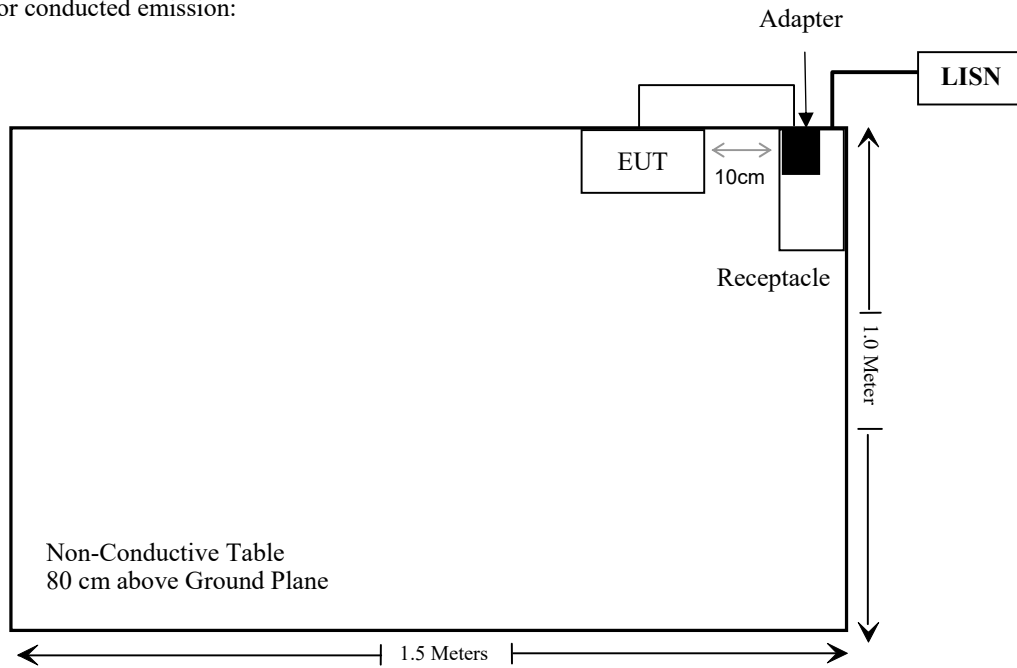 or conducted emission:
Adapter
LISN
EUT
10cm
Receptacle
1.0 Meter
Non-Conductive Table
80 cm above Ground Plane
1.5 Meters